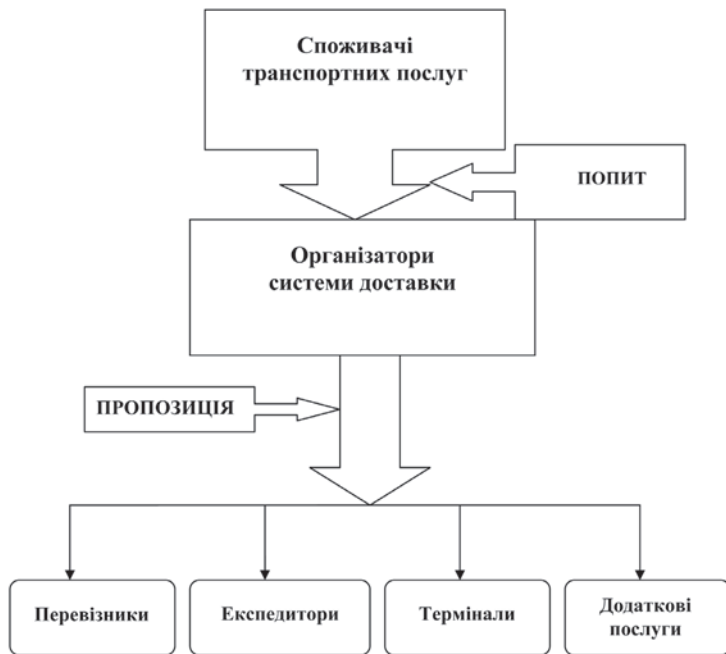 Споживачі
транспортних послуг
ПОПИТ
Організатори
системи доставки
ПРОПОЗИЦІЯ
Перевізники
Експедитори
Термінали
Додаткові
послуги